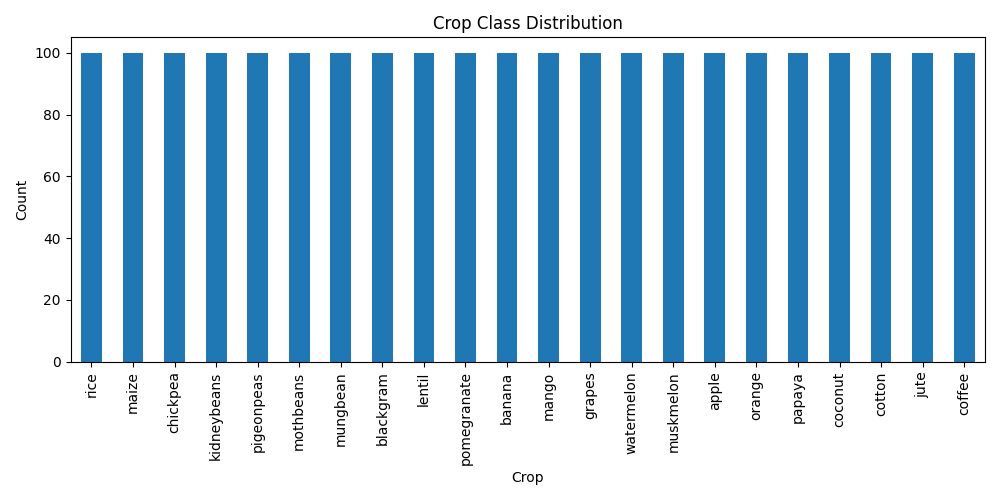 Crop Class Distribution
Count
100
80
60
40
20
0
rice
maize
chickpea
kidneybeans
pigeonpeas
mothbeans
mungbean
blackgram
lentil
pomegranate
banana
mango
grapes
watermelon
muskmelon
apple
orange
papaya
coconut
cotton
jute
coffee
Crop